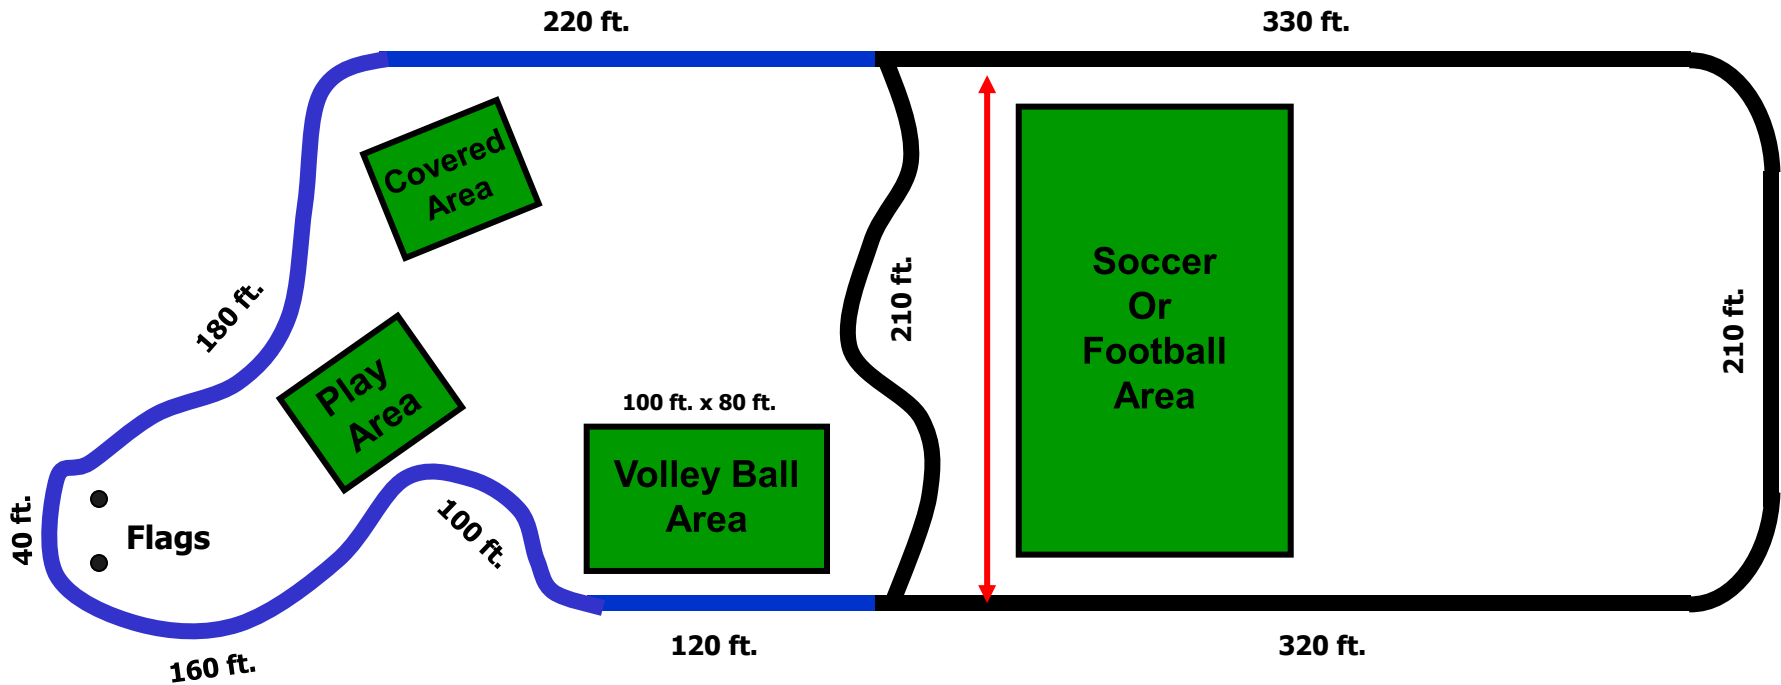 220 ft.
330 ft.
Covered
Area
180 ft.
210 ft.
Soccer
Or
Football
Area
210 ft.
Play
Area
100 ft. x 80 ft.
Volley Ball
Area
40 ft.
Flags
100 ft.
120 ft.
320 ft.
160 ft.